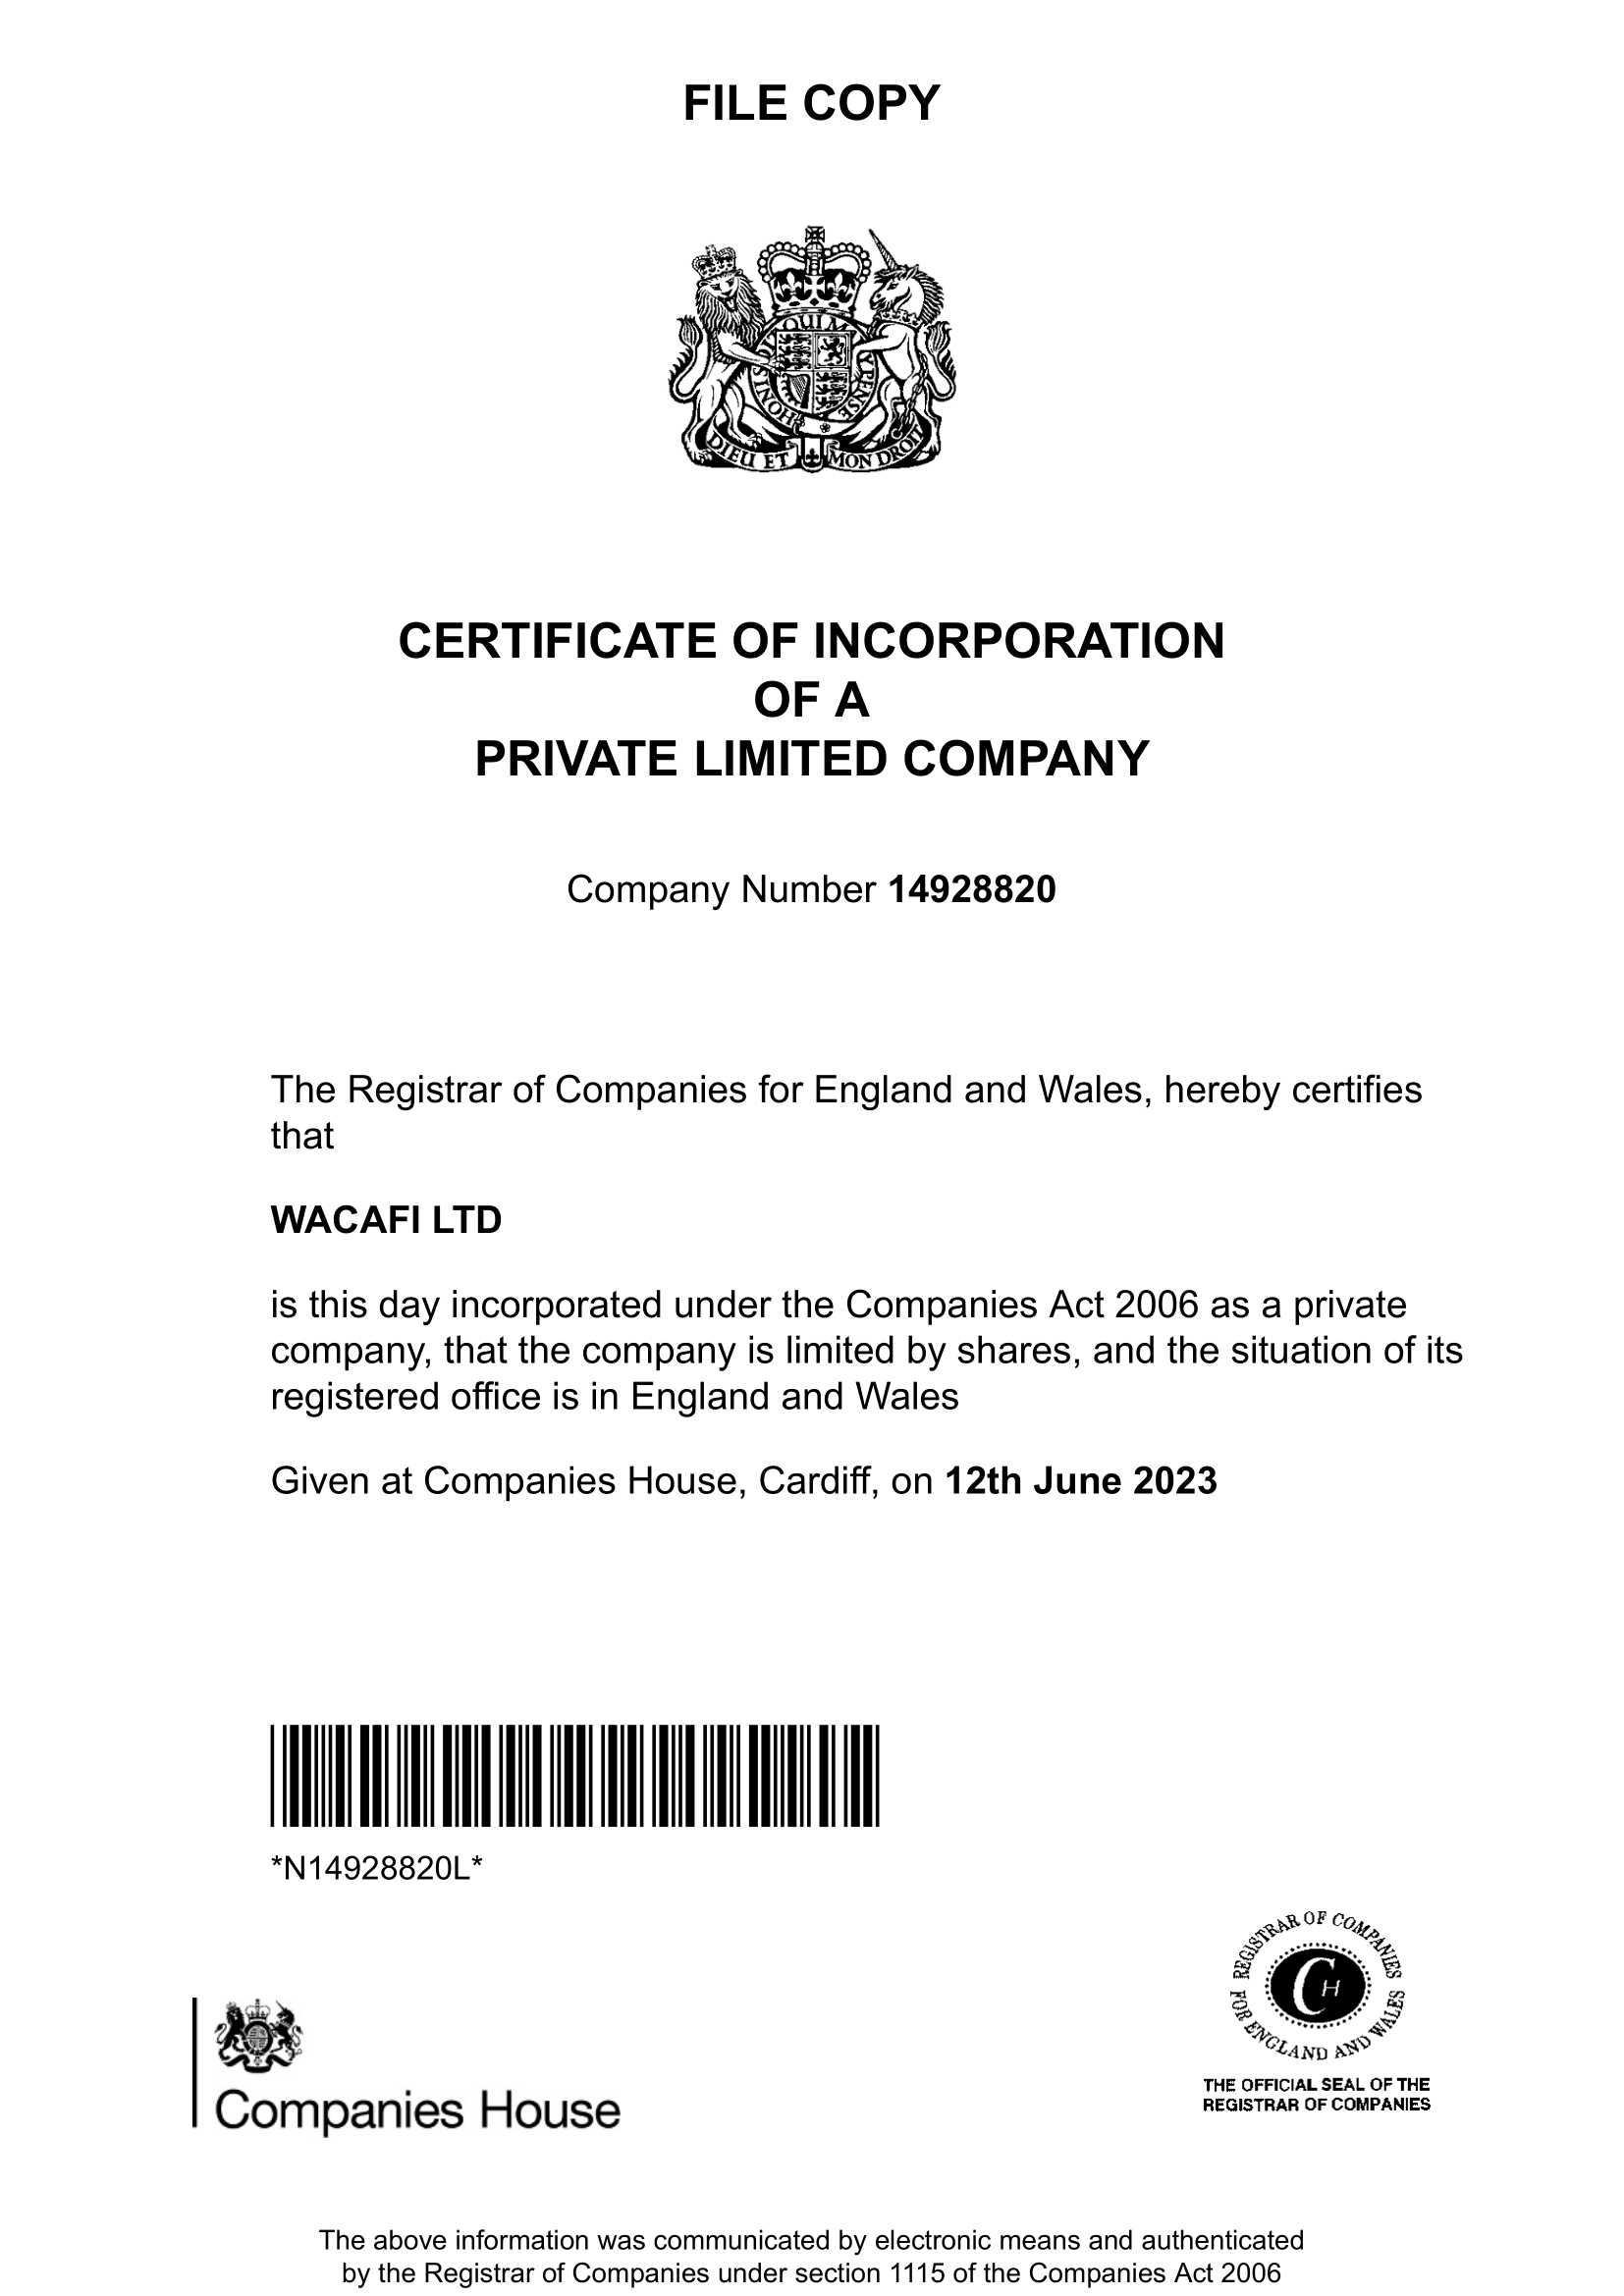 FILE COPY
HONI SOIT QUI MAL Y PENSE
DIEU ET MON DROIT
CERTIFICATE OF INCORPORATION
OF A
PRIVATE LIMITED COMPANY
Company Number 14928820
The Registrar of Companies for England and Wales, hereby certifies
that
WACAFI LTD
is this day incorporated under the Companies Act 2006 as a private
company, that the company is limited by shares, and the situation of its
registered office is in England and Wales
Given at Companies House, Cardiff, on 12th June 2023
*N14928820L*
REGISTRAR OF COMPANIES
CH
FOR ENGLAND AND WALES
THE OFFICIAL SEAL OF THE
REGISTRAR OF COMPANIES
Companies House
The above information was communicated by electronic means and authenticated
by the Registrar of Companies under section 1115 of the Companies Act 2006